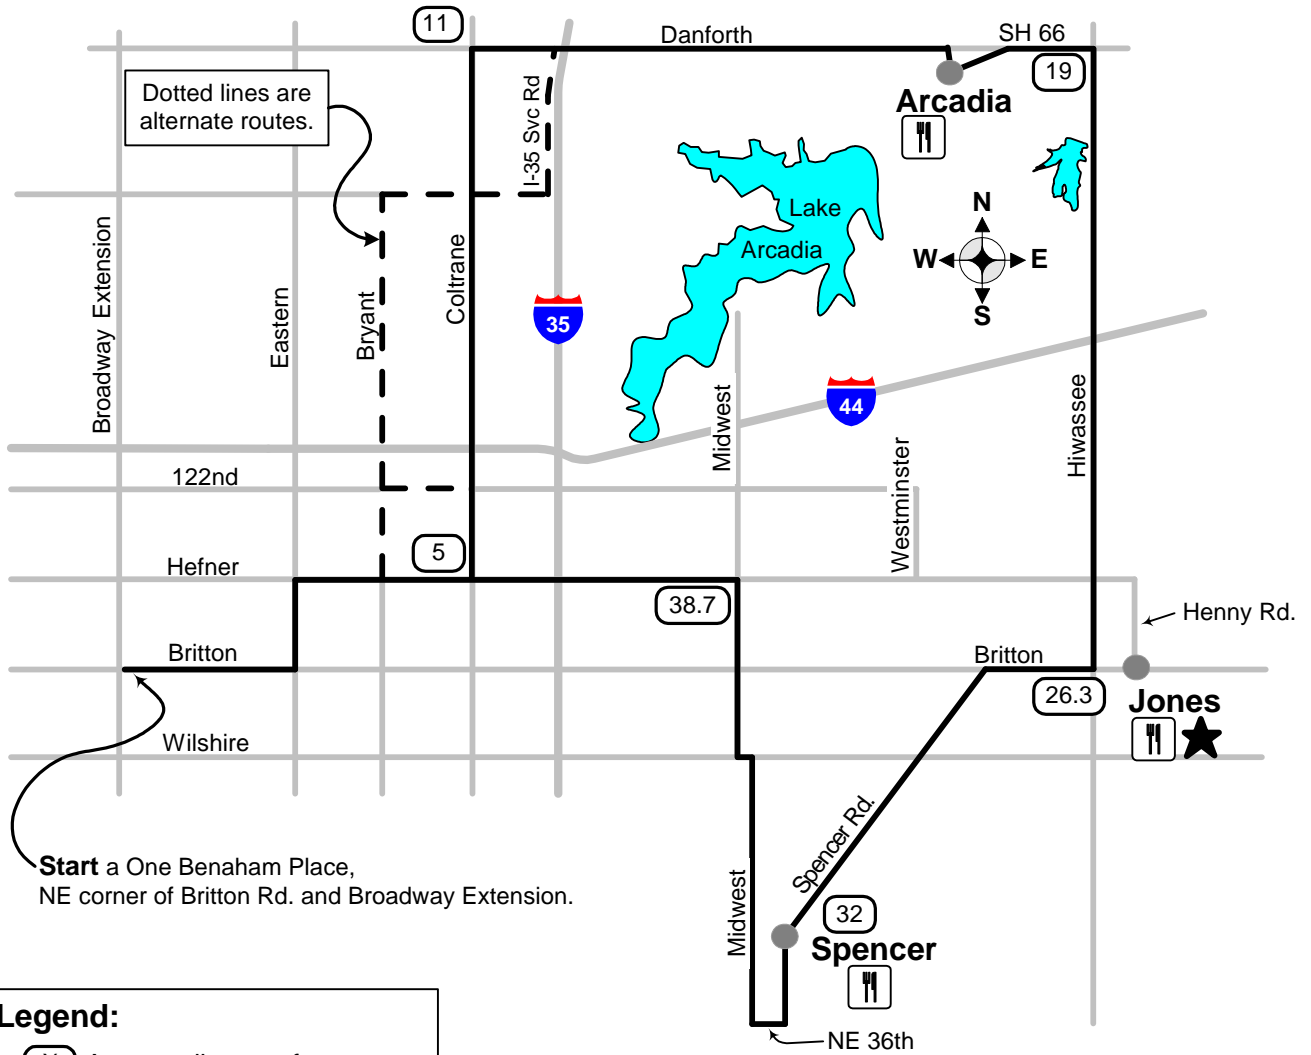 11
Danforth
SH 66
19
Dotted lines are
alternate routes.
I-35 Svc Rd
Arcadia
Lake
Arcadia
N
W
E
S
Broadway Extension
Eastern
Bryant
Coltrane
35
44
Midwest
Hiwassee
122nd
Westminster
5
Hefner
38.7
Henny Rd.
Britton
Britton
26.3
Jones
Wilshire
Spencer Rd.
Start a One Benaham Place,
NE corner of Britton Rd. and Broadway Extension.
Midwest
32
Spencer
NE 36th
Legend: